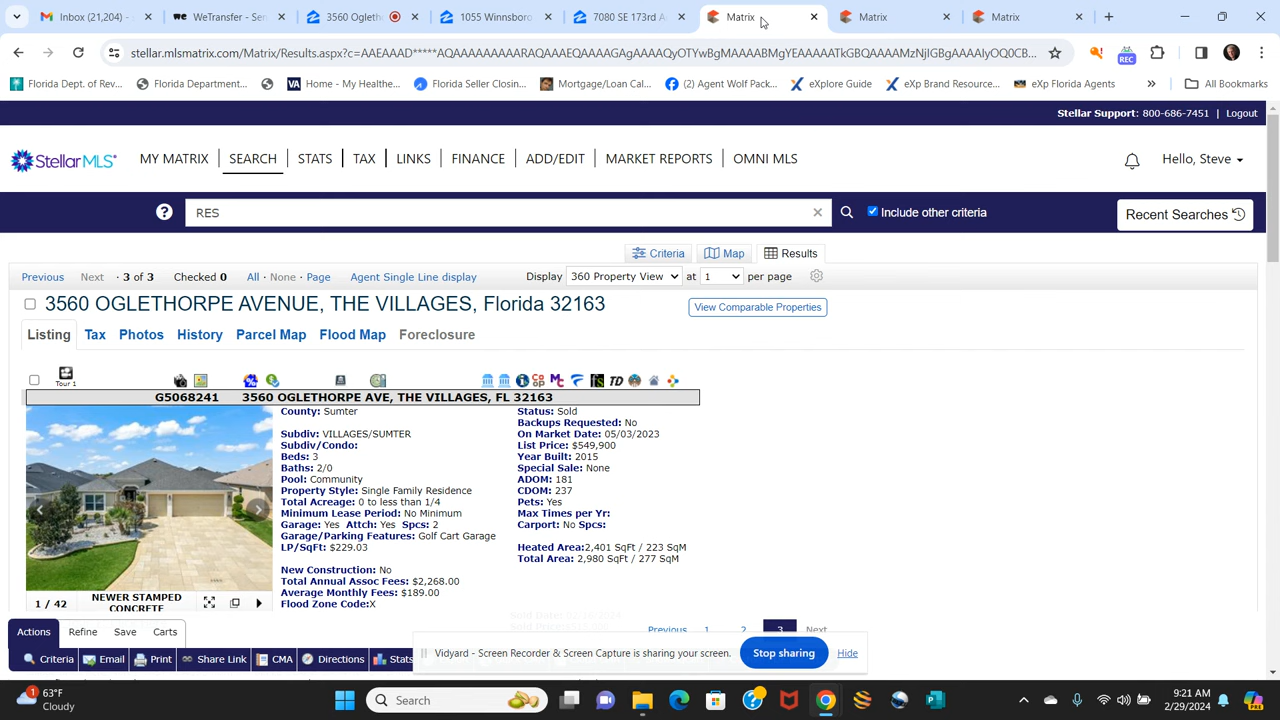 Inbox (21,204) - S
WeTransfer - Sen
3560 Ogleth
1055 Winnsboro
7080 SE 173rd A
Matrix
Matrix
Matrix
stellar.mlsmatrix.com/Matrix/Results.aspx?c=AAEAAAD*****AQAAAAAAAAARAQAAAEQAAAAGAgAAAAQyOTYwBgMAAAABMgYEAAAAATkGBQAAAAMzNjIGBgAAAAIyOQ0CB...
REC
Florida Dept. of Rev...
Florida Department...
VA
Home - My Healthe...
Florida Seller Closin...
Mortgage/Loan Cal...
(2) Agent Wolf Pack...
eXplore Guide
eXp Brand Resource...
eXp Florida Agents
»
All Bookmarks
Stellar Support: 800-686-7451 | Logout
StellarMLS
MY MATRIX
SEARCH
STATS
TAX
LINKS
FINANCE
ADD/EDIT
MARKET REPORTS
OMNI MLS
Hello, Steve
RES
Include other criteria
Recent Searches
Criteria
Map
Results
Previous Next · 3 of 3 Checked 0 All · None · Page Agent Single Line display
Display 360 Property View at 1 per page
3560 OGLETHORPE AVENUE, THE VILLAGES, Florida 32163
View Comparable Properties
Listing Tax Photos History Parcel Map Flood Map Foreclosure
Tour 1
G5068241 3560 OGLETHORPE AVE, THE VILLAGES, FL 32163
County: Sumter
Subdiv: VILLAGES/SUMTER
Subdiv/Condo:
Beds: 3
Baths: 2/0
Pool: Community
Property Style: Single Family Residence
Total Acreage: 0 to less than 1/4
Minimum Lease Period: No Minimum
Garage: Yes Attch: Yes Spcs: 2
Garage/Parking Features: Golf Cart Garage
LP/SqFt: $229.03
New Construction: No
Total Annual Assoc Fees: $2,268.00
Average Monthly Fees: $189.00
Flood Zone Code:X
Status: Sold
Backups Requested: No
On Market Date: 05/03/2023
List Price: $549,900
Year Built: 2015
Special Sale: None
ADOM: 181
CDOM: 237
Pets: Yes
Max Times per Yr:
Carport: No Spcs:
Heated Area:2,401 SqFt / 223 SqM
Total Area: 2,980 SqFt / 277 SqM
1 / 42
NEWER STAMPED
CONCRETE
Previous 1 2 3 Next
Actions Refine Save Carts
Criteria Email Print Share Link CMA Directions Stats
Vidyard - Screen Recorder & Screen Capture is sharing your screen.
Stop sharing
Hide
1
63°F
Cloudy
Search
9:21 AM
2/29/2024